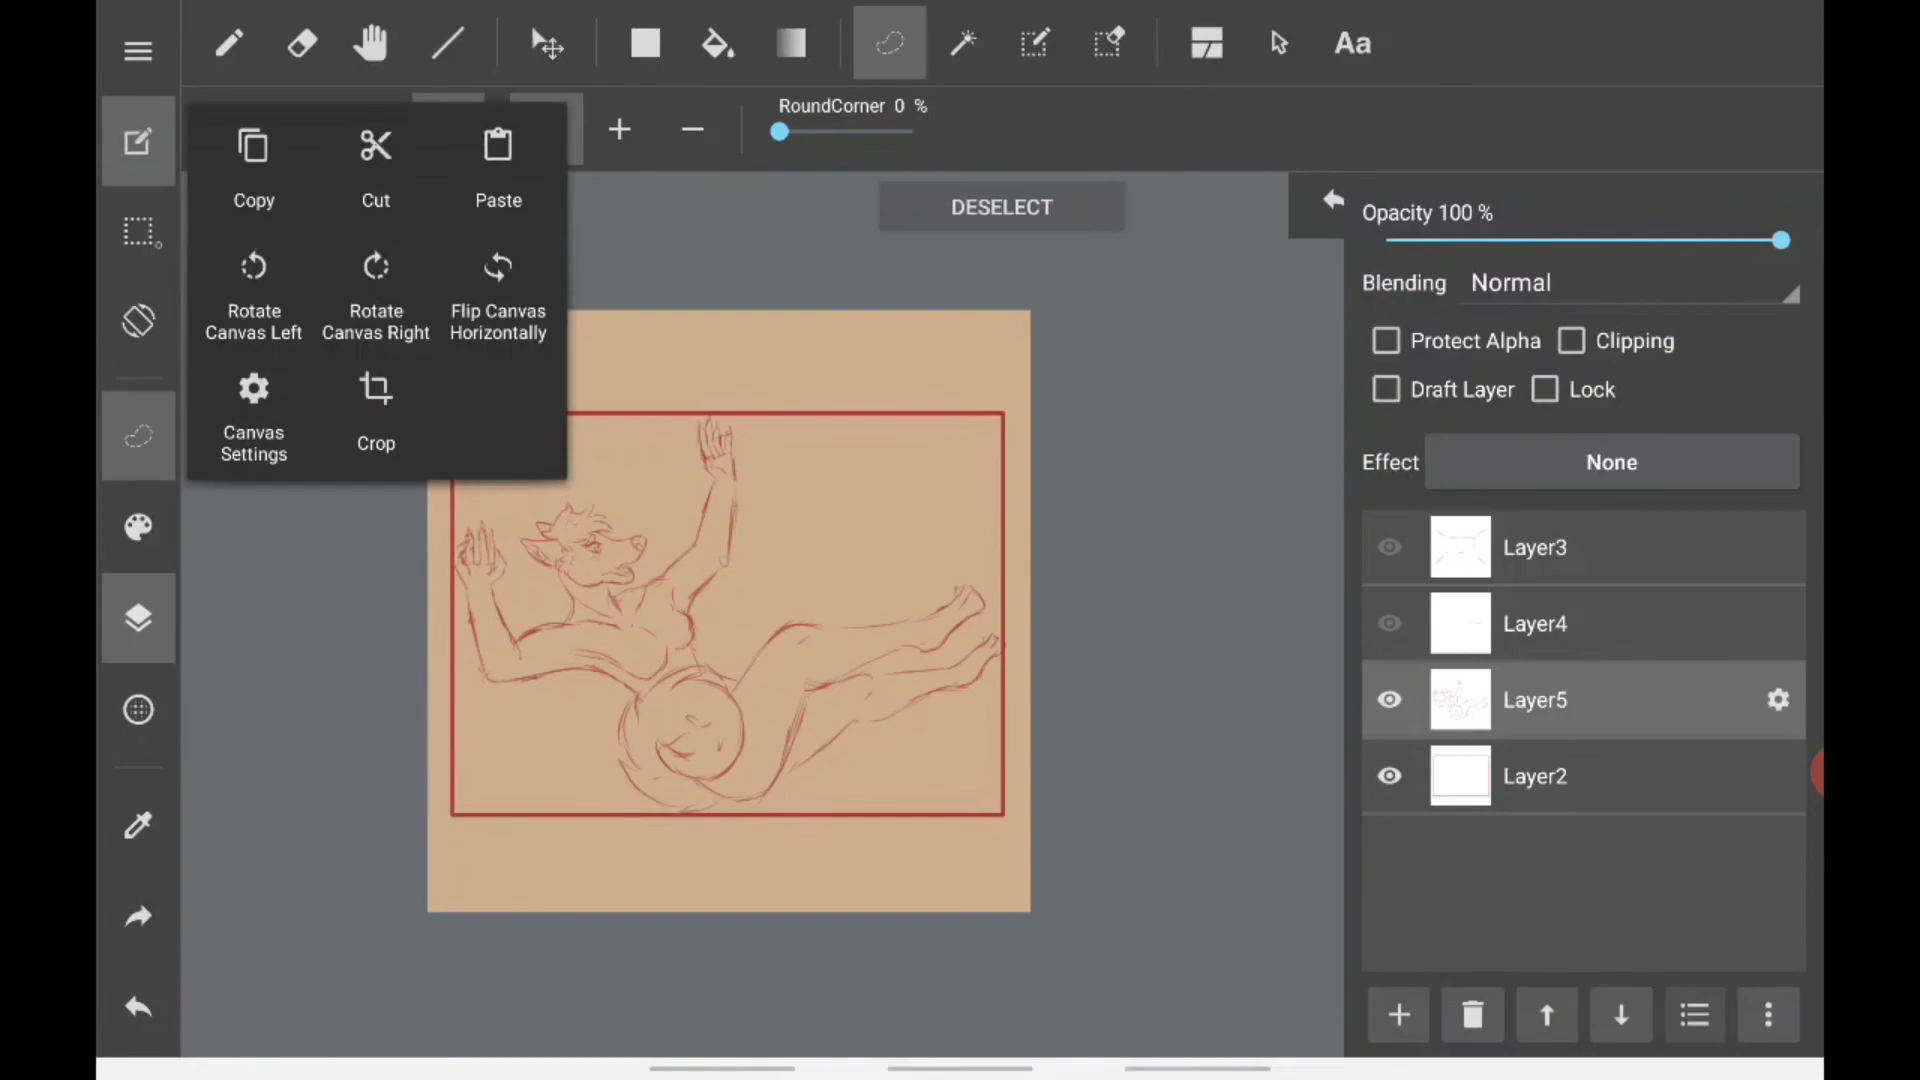 Aa
RoundCorner 0 %
Copy
Cut
Paste
DESELECT
Opacity 100 %
Blending
Normal
Rotate
Canvas Left
Rotate
Canvas Right
Flip Canvas
Horizontally
Protect Alpha
Clipping
Draft Layer
Lock
Canvas
Settings
Crop
Effect
None
Layer3
Layer4
Layer5
Layer2